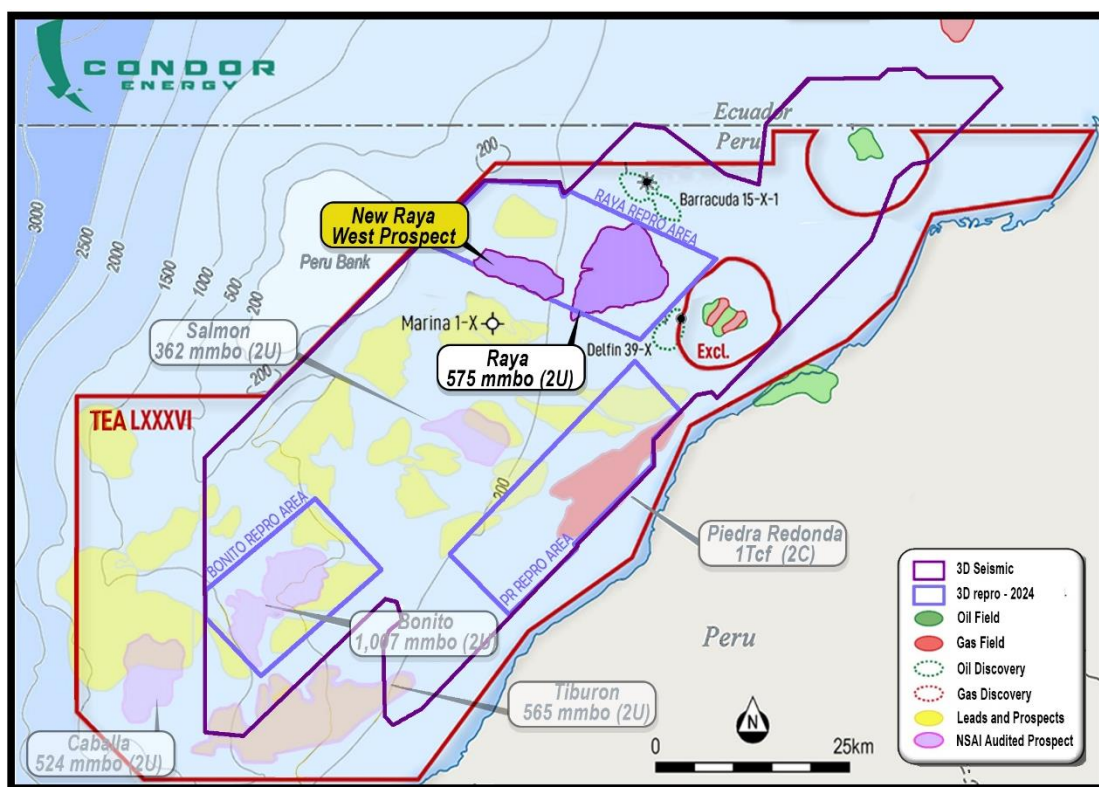 CONDOR
ENERGY
Ecuador
Peru
200
3000
2500
2000
1500
1000
500
200
RAYA REPRO AREA
Barracuda 15-X-1
New Raya
West Prospect
Peru Bank
Marina 1-X
Salmon
362 mmbo (2U)
Delfin 39-X
Excl.
Raya
575 mmbo (2U)
200
TEA LXXXVI
200
BONITO REPRO AREA
PR REPRO AREA
Piedra Redonda
1Tcf (2C)
Bonito
1,007 mmbo (2U)
Peru
Tiburon
565 mmbo (2U)
Caballa
524 mmbo (2U)
N
0
25km
3D Seismic
3D repro - 2024
Oil Field
Gas Field
Oil Discovery
Gas Discovery
Leads and Prospects
NSAI Audited Prospect